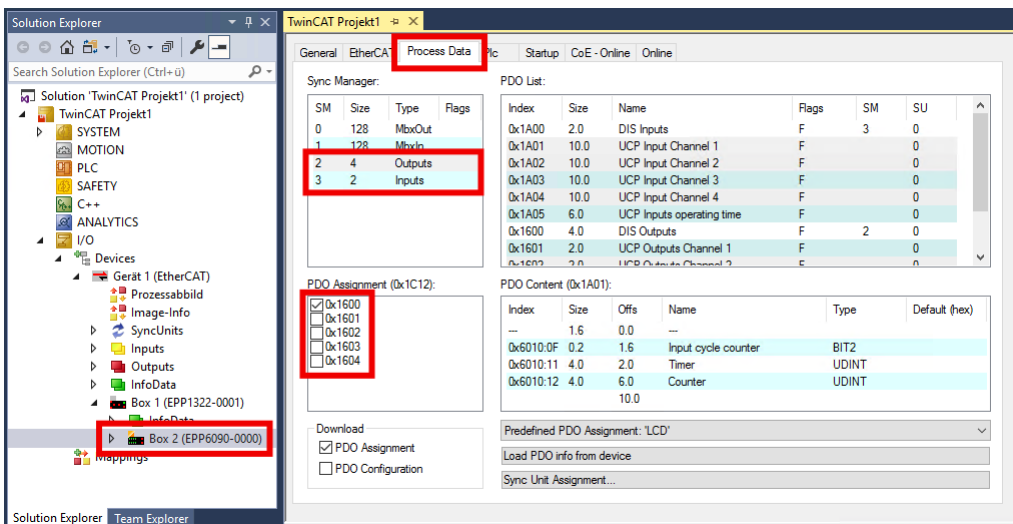 Solution Explorer
Search Solution Explorer (Ctrl+ü)
Solution 'TwinCAT Projekt1' (1 project)
TwinCAT Projekt1
SYSTEM
MOTION
PLC
SAFETY
C++
ANALYTICS
I/O
Devices
Gerät 1 (EtherCAT)
Prozessabbild
Image-Info
SyncUnits
Inputs
Outputs
InfoData
Box 1 (EPP1322-0001)
InfoData
Box 2 (EPP6090-0000)
Mappings
Solution Explorer Team Explorer
TwinCAT Projekt1
General EtherCAT Process Data Plc Startup CoE - Online Online
Sync Manager:
SM Size Type Flags
0 128 MbxOut
1 128 MbxIn
2 4 Outputs
3 2 Inputs
PDO List:
Index Size Name Flags SM SU
0x1A00 2.0 DIS Inputs F 3 0
0x1A01 10.0 UCP Input Channel 1 F 0
0x1A02 10.0 UCP Input Channel 2 F 0
0x1A03 10.0 UCP Input Channel 3 F 0
0x1A04 10.0 UCP Input Channel 4 F 0
0x1A05 6.0 UCP Inputs operating time F 0
0x1600 4.0 DIS Outputs F 2 0
0x1601 2.0 UCP Outputs Channel 1 F 0
0x1602 2.0 UCP Outputs Channel 2 F 0
PDO Assignment (0x1C12):
0x1600
0x1601
0x1602
0x1603
0x1604
PDO Content (0x1A01):
Index Size Offs Name Type Default (hex)
--- 1.6 0.0 ---
0x6010:0F 0.2 1.6 Input cycle counter BIT2
0x6010:11 4.0 2.0 Timer UDINT
0x6010:12 4.0 6.0 Counter UDINT
10.0
Download
PDO Assignment
PDO Configuration
Predefined PDO Assignment: 'LCD'
Load PDO info from device
Sync Unit Assignment...